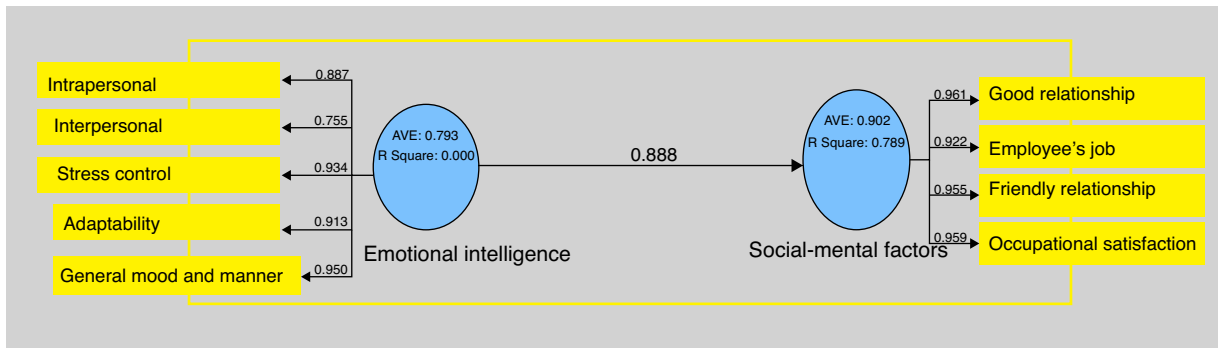 Intrapersonal
Interpersonal
Stress control
Adaptability
General mood and manner
0.887
0.755
0.934
0.913
0.950
AVE: 0.793
R Square: 0.000
Emotional intelligence
0.888
AVE: 0.902
R Square: 0.789
Social-mental factors
0.961
0.922
0.955
0.959
Good relationship
Employee's job
Friendly relationship
Occupational satisfaction